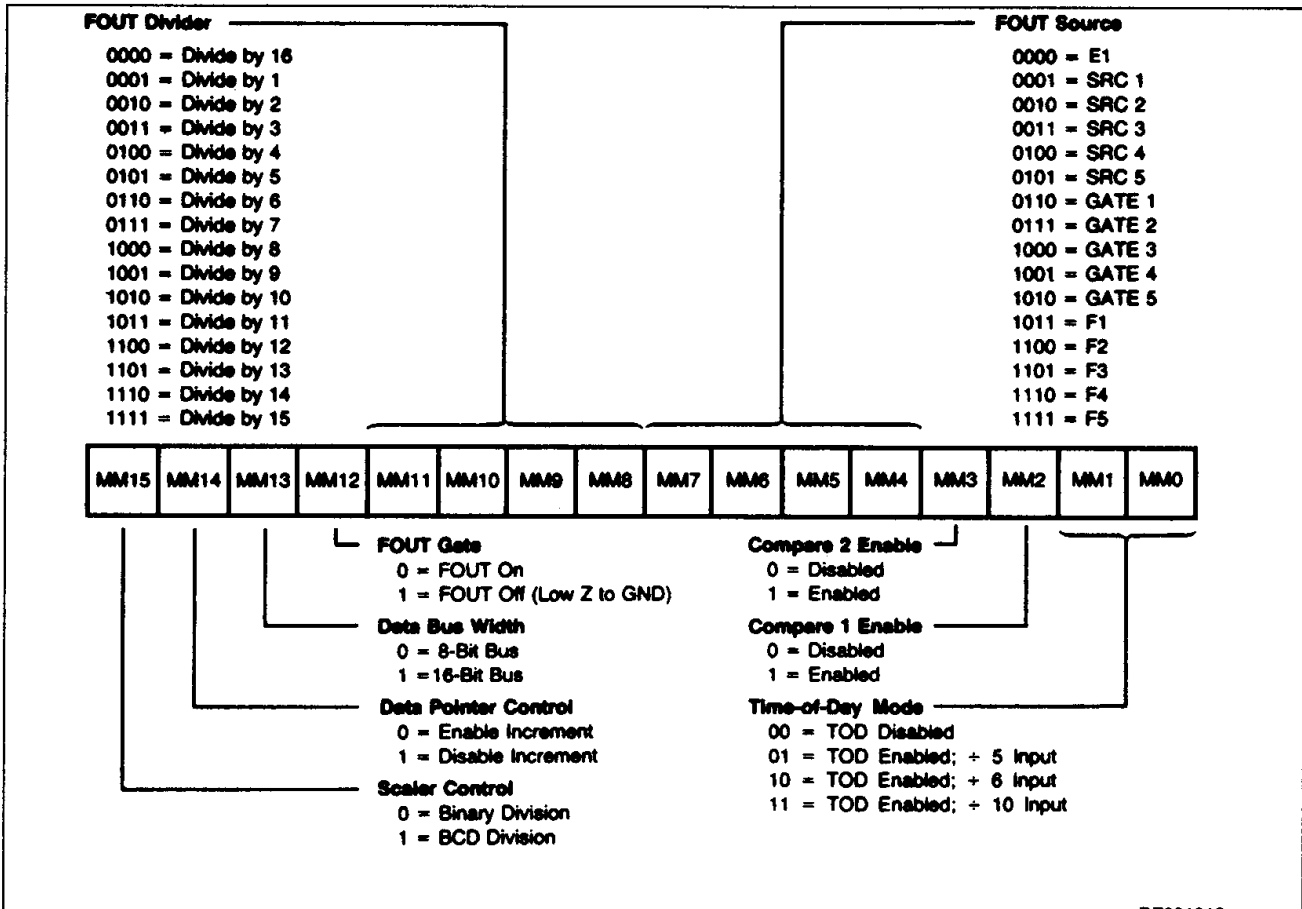 FOUT Divider
0000 = Divide by 16
0001 = Divide by 1
0010 = Divide by 2
0011 = Divide by 3
0100 = Divide by 4
0101 = Divide by 5
0110 = Divide by 6
0111 = Divide by 7
1000 = Divide by 8
1001 = Divide by 9
1010 = Divide by 10
1011 = Divide by 11
1100 = Divide by 12
1101 = Divide by 13
1110 = Divide by 14
1111 = Divide by 15
FOUT Source
0000 = E1
0001 = SRC 1
0010 = SRC 2
0011 = SRC 3
0100 = SRC 4
0101 = SRC 5
0110 = GATE 1
0111 = GATE 2
1000 = GATE 3
1001 = GATE 4
1010 = GATE 5
1011 = F1
1100 = F2
1101 = F3
1110 = F4
1111 = F5
MM15 MM14 MM13 MM12 MM11 MM10 MM9 MM8 MM7 MM6 MM5 MM4 MM3 MM2 MM1 MM0
FOUT Gate
0 = FOUT On
1 = FOUT Off (Low Z to GND)
Data Bus Width
0 = 8-Bit Bus
1 =16-Bit Bus
Data Pointer Control
0 = Enable Increment
1 = Disable Increment
Scaler Control
0 = Binary Division
1 = BCD Division
Compare 2 Enable
0 = Disabled
1 = Enabled
Compare 1 Enable
0 = Disabled
1 = Enabled
Time-of-Day Mode
00 = TOD Disabled
01 = TOD Enabled; ÷ 5 Input
10 = TOD Enabled; ÷ 6 Input
11 = TOD Enabled; ÷ 10 Input